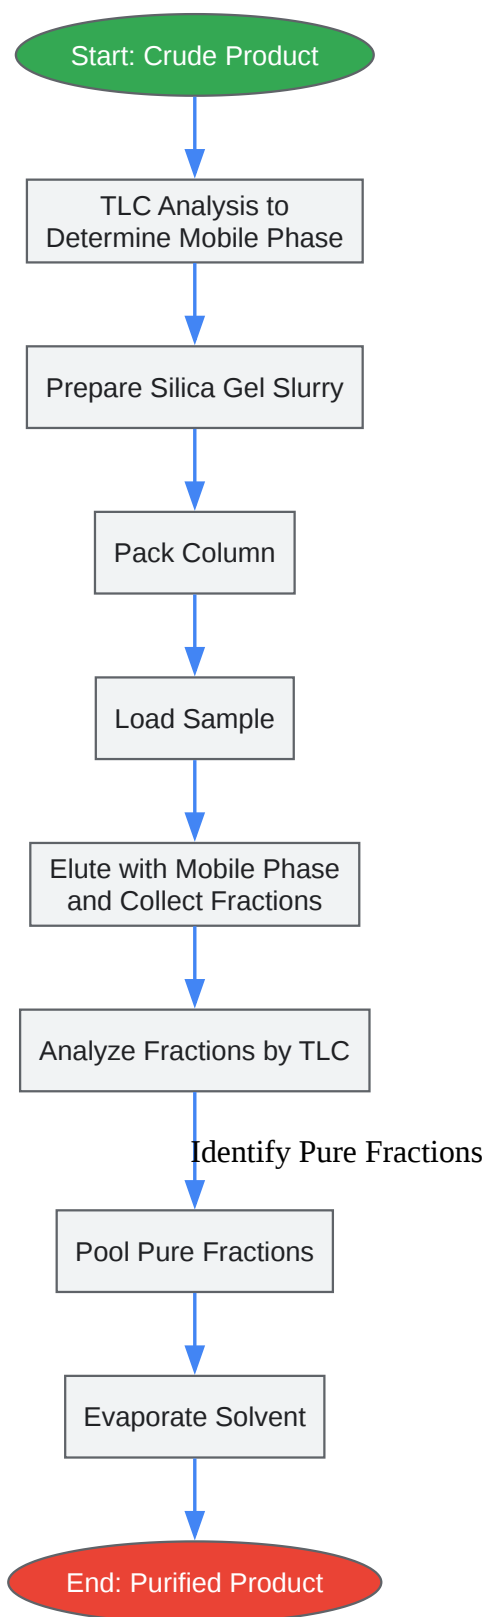 Start: Crude Product
TLC Analysis to
Determine Mobile Phase
Prepare Silica Gel Slurry
Pack Column
Load Sample
Elute with Mobile Phase
and Collect Fractions
Analyze Fractions by TLC
Identify Pure Fractions
Pool Pure Fractions
Evaporate Solvent
End: Purified Product